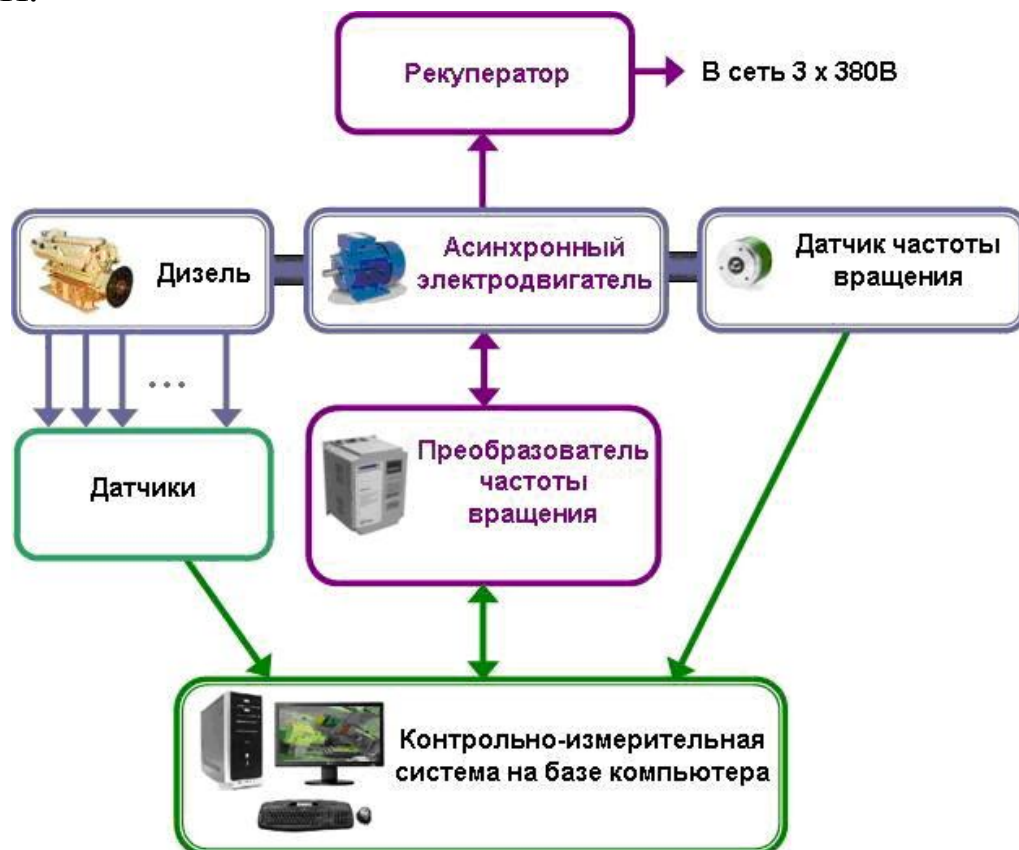 Рекуператор
В сеть 3 х 380В
Дизель
Асинхронный
электродвигатель
Датчик частоты
вращения
...
Датчики
Преобразователь
частоты
вращения
Контрольно-измерительная
система на базе компьютера